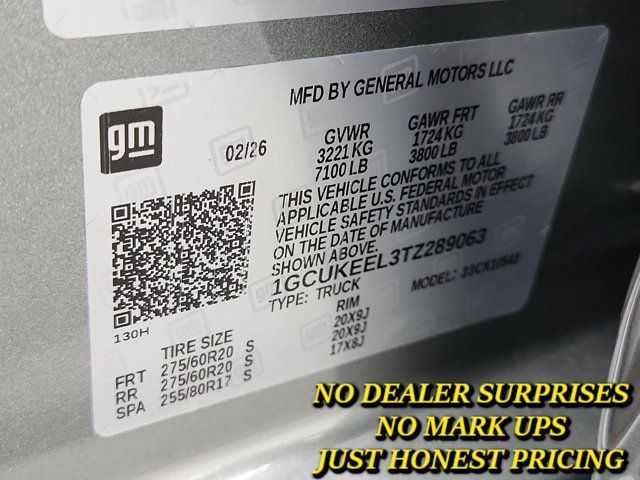 MFD BY GENERAL MOTORS LLC
gm
02/26
GVWR
3221 KG
7100 LB
GAWR FRT
1724 KG
3800 LB
GAWR RR
1724 KG
3800 LB
THIS VEHICLE CONFORMS TO ALL
APPLICABLE U.S. FEDERAL MOTOR
VEHICLE SAFETY STANDARDS IN EFFECT
ON THE DATE OF MANUFACTURE
SHOWN ABOVE.
1GCUKEEL3TZ289063
TYPE: TRUCK
MODEL: 33CK10543
130H
TIRE SIZE
RIM
FRT 275/60R20 S 20X9J
RR 275/60R20 S 20X9J
SPA 255/80R17 S 17X8J
NO DEALER SURPRISES
NO MARK UPS
JUST HONEST PRICING